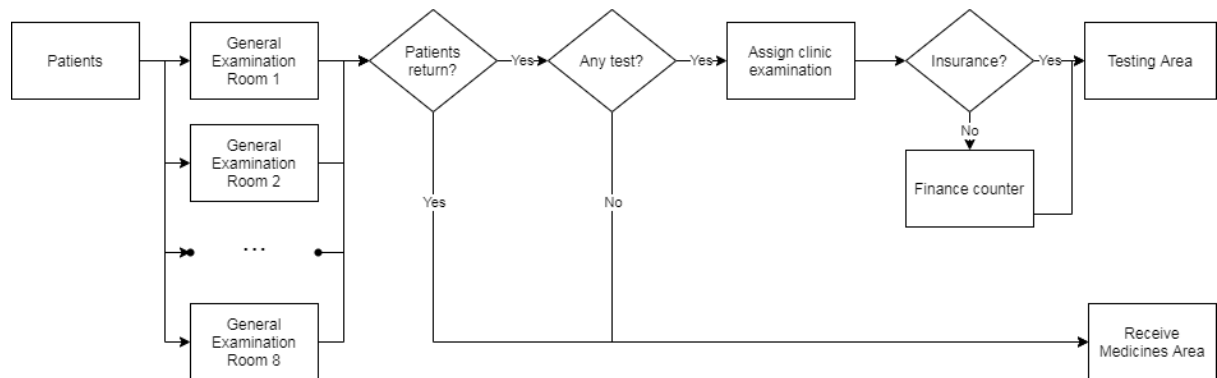 Patients
General
Examination
Room 1
General
Examination
Room 2
...
General
Examination
Room 8
Patients
return?
Yes
Yes
Any test?
Yes
No
Assign clinic
examination
Insurance?
Yes
No
Finance counter
Testing Area
Receive
Medicines Area